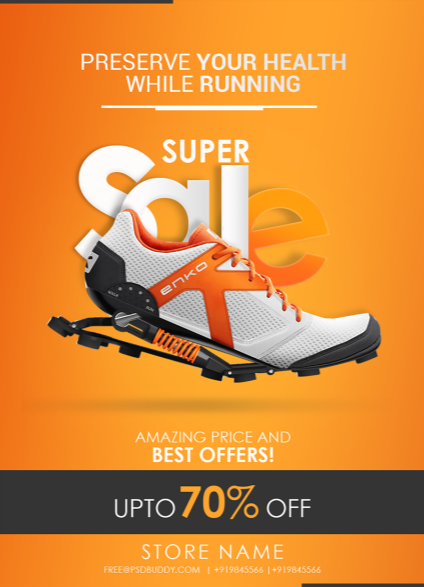 PRESERVE YOUR HEALTH
WHILE RUNNING
SUPER
Sale
ENKO
AMAZING PRICE AND
BEST OFFERS!
UPTO 70% OFF
STORE NAME
FREE@PSDBUDDY.COM | +919845566 | +919845566